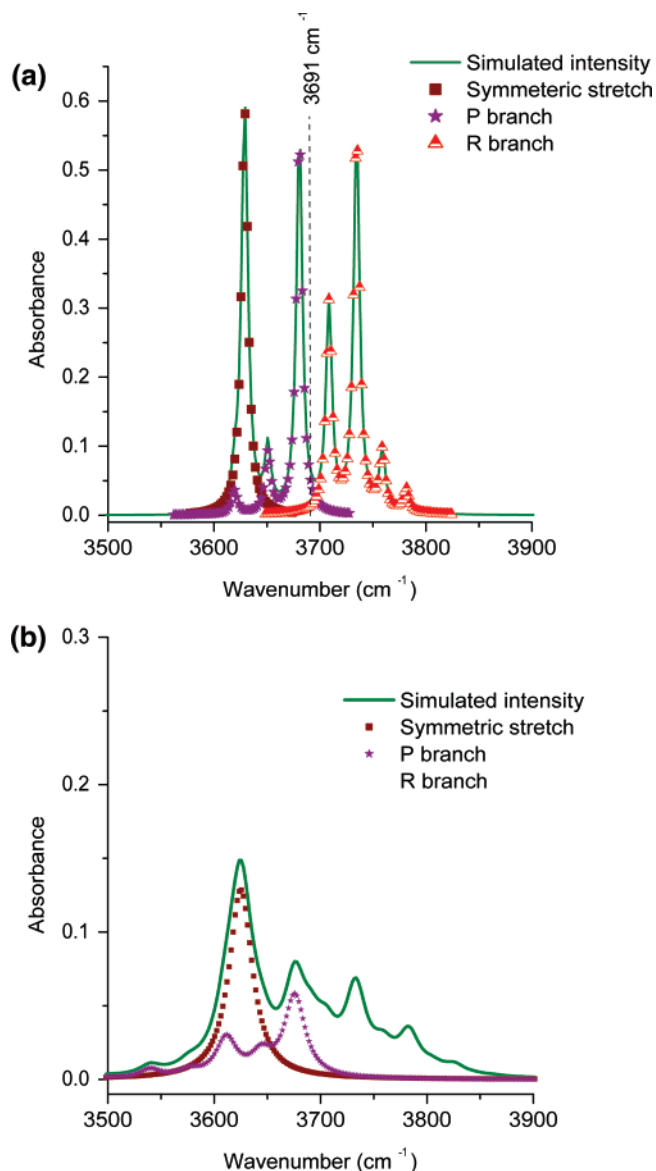 (a)
3691 cm -1
Simulated intensity
Symmeteric stretch
P branch
R branch
0.6
0.5
0.4
0.3
0.2
0.1
0.0
Absorbance
3500 3600 3700 3800 3900
Wavenumber (cm -1)
(b)
Simulated intensity
Symmetric stretch
P branch
R branch
0.3
0.2
0.1
0.0
Absorbance
3500 3600 3700 3800 3900
Wavenumber (cm -1)